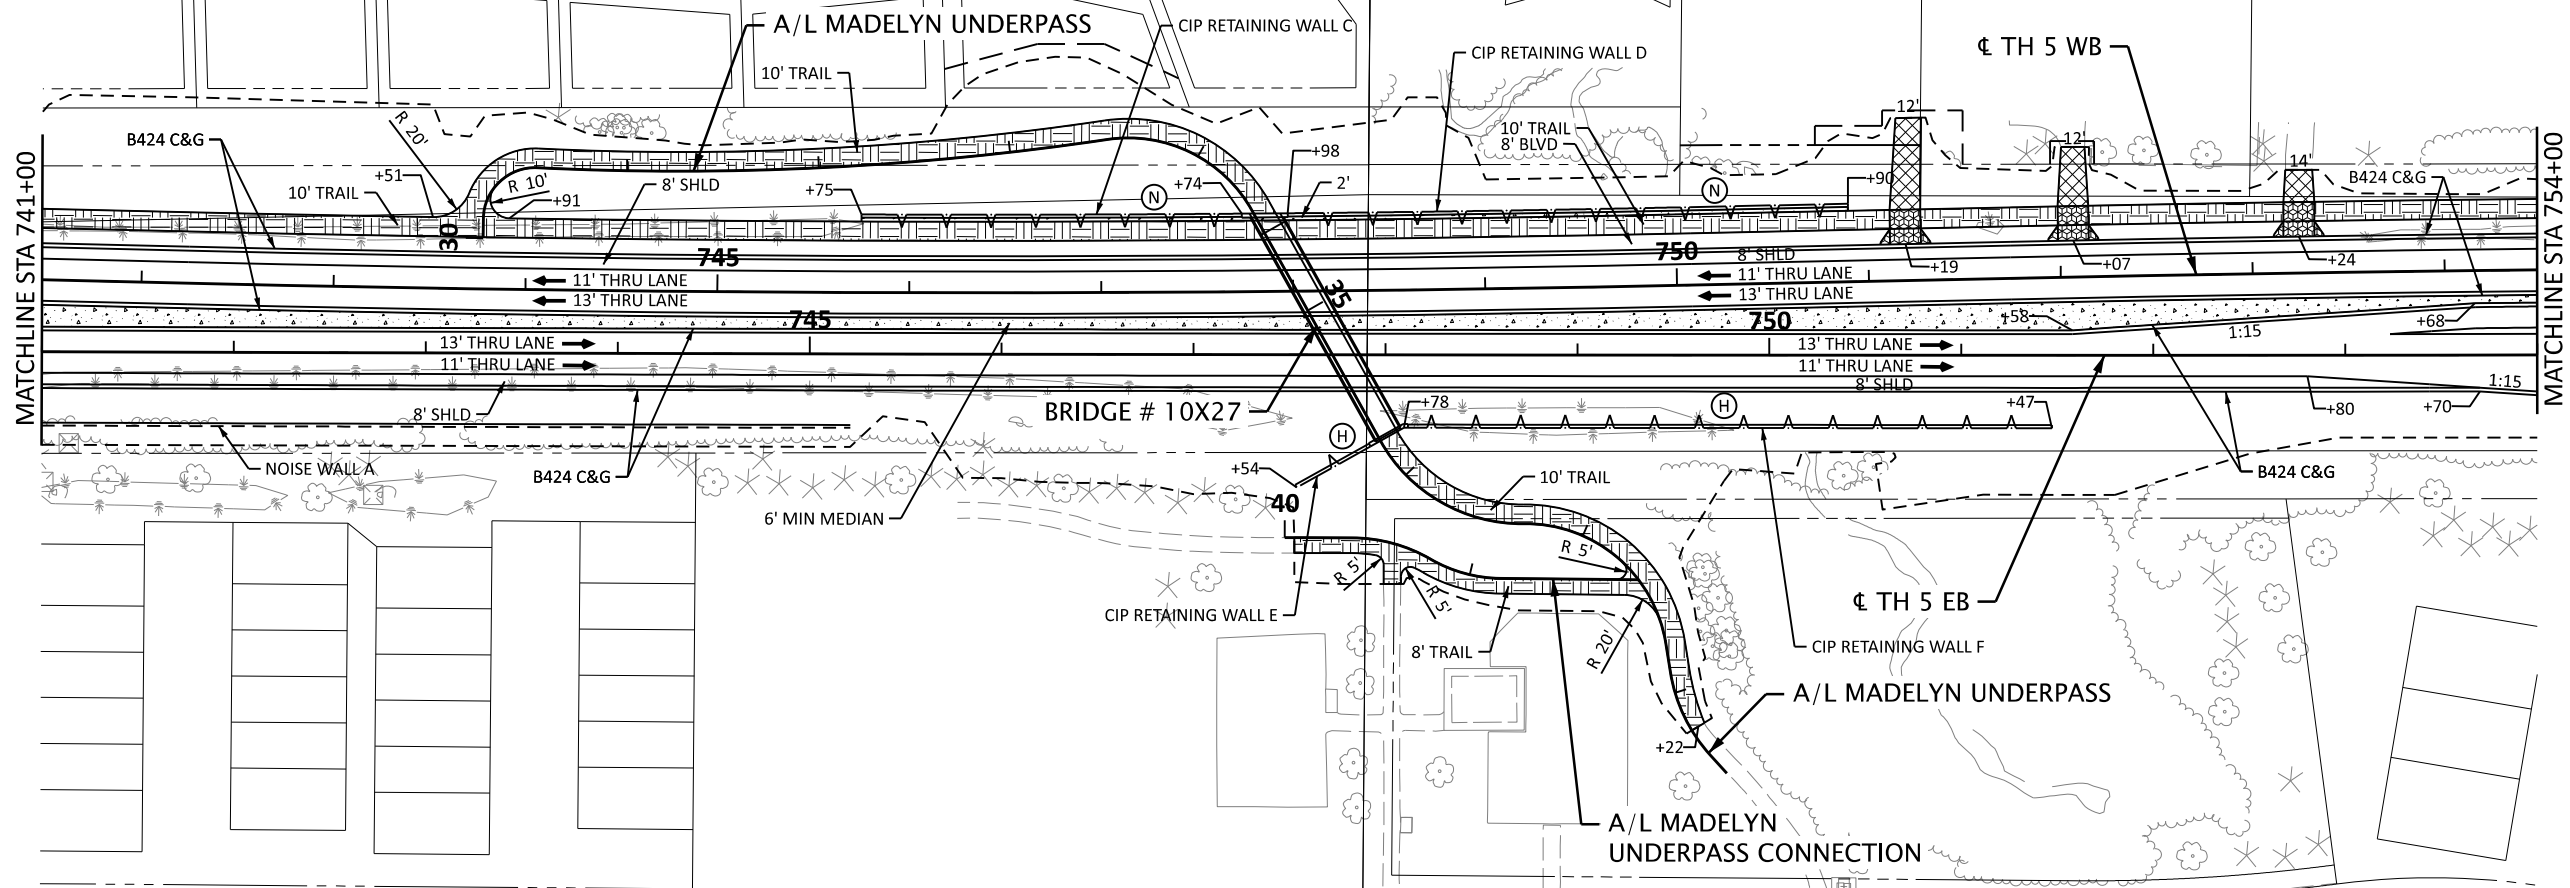 A/L MADELYN UNDERPASS
CIP RETAINING WALL C
CIP RETAINING WALL D
℄ TH 5 WB
10' TRAIL
R 20'
B424 C&G
10' TRAIL
8' BLVD
12'
12'
14'
+98
+51
10' TRAIL
R 10'
8' SHLD
+75
N
+74
2'
N
+90
B424 C&G
+91
30
MATCHLINE STA 741+00
MATCHLINE STA 754+00
745
750
8' SHLD
+19
+07
+24
11' THRU LANE
11' THRU LANE
13' THRU LANE
13' THRU LANE
35
745
750
+58
+68
1:15
13' THRU LANE
13' THRU LANE
11' THRU LANE
11' THRU LANE
8' SHLD
1:15
8' SHLD
BRIDGE # 10X27
+78
H
+47
+80
+70
H
NOISE WALL A
B424 C&G
+54
10' TRAIL
B424 C&G
6' MIN MEDIAN
40
R 5'
R 5'
R 5'
CIP RETAINING WALL E
℄ TH 5 EB
8' TRAIL
R 20'
CIP RETAINING WALL F
A/L MADELYN UNDERPASS
+22
A/L MADELYN
UNDERPASS CONNECTION